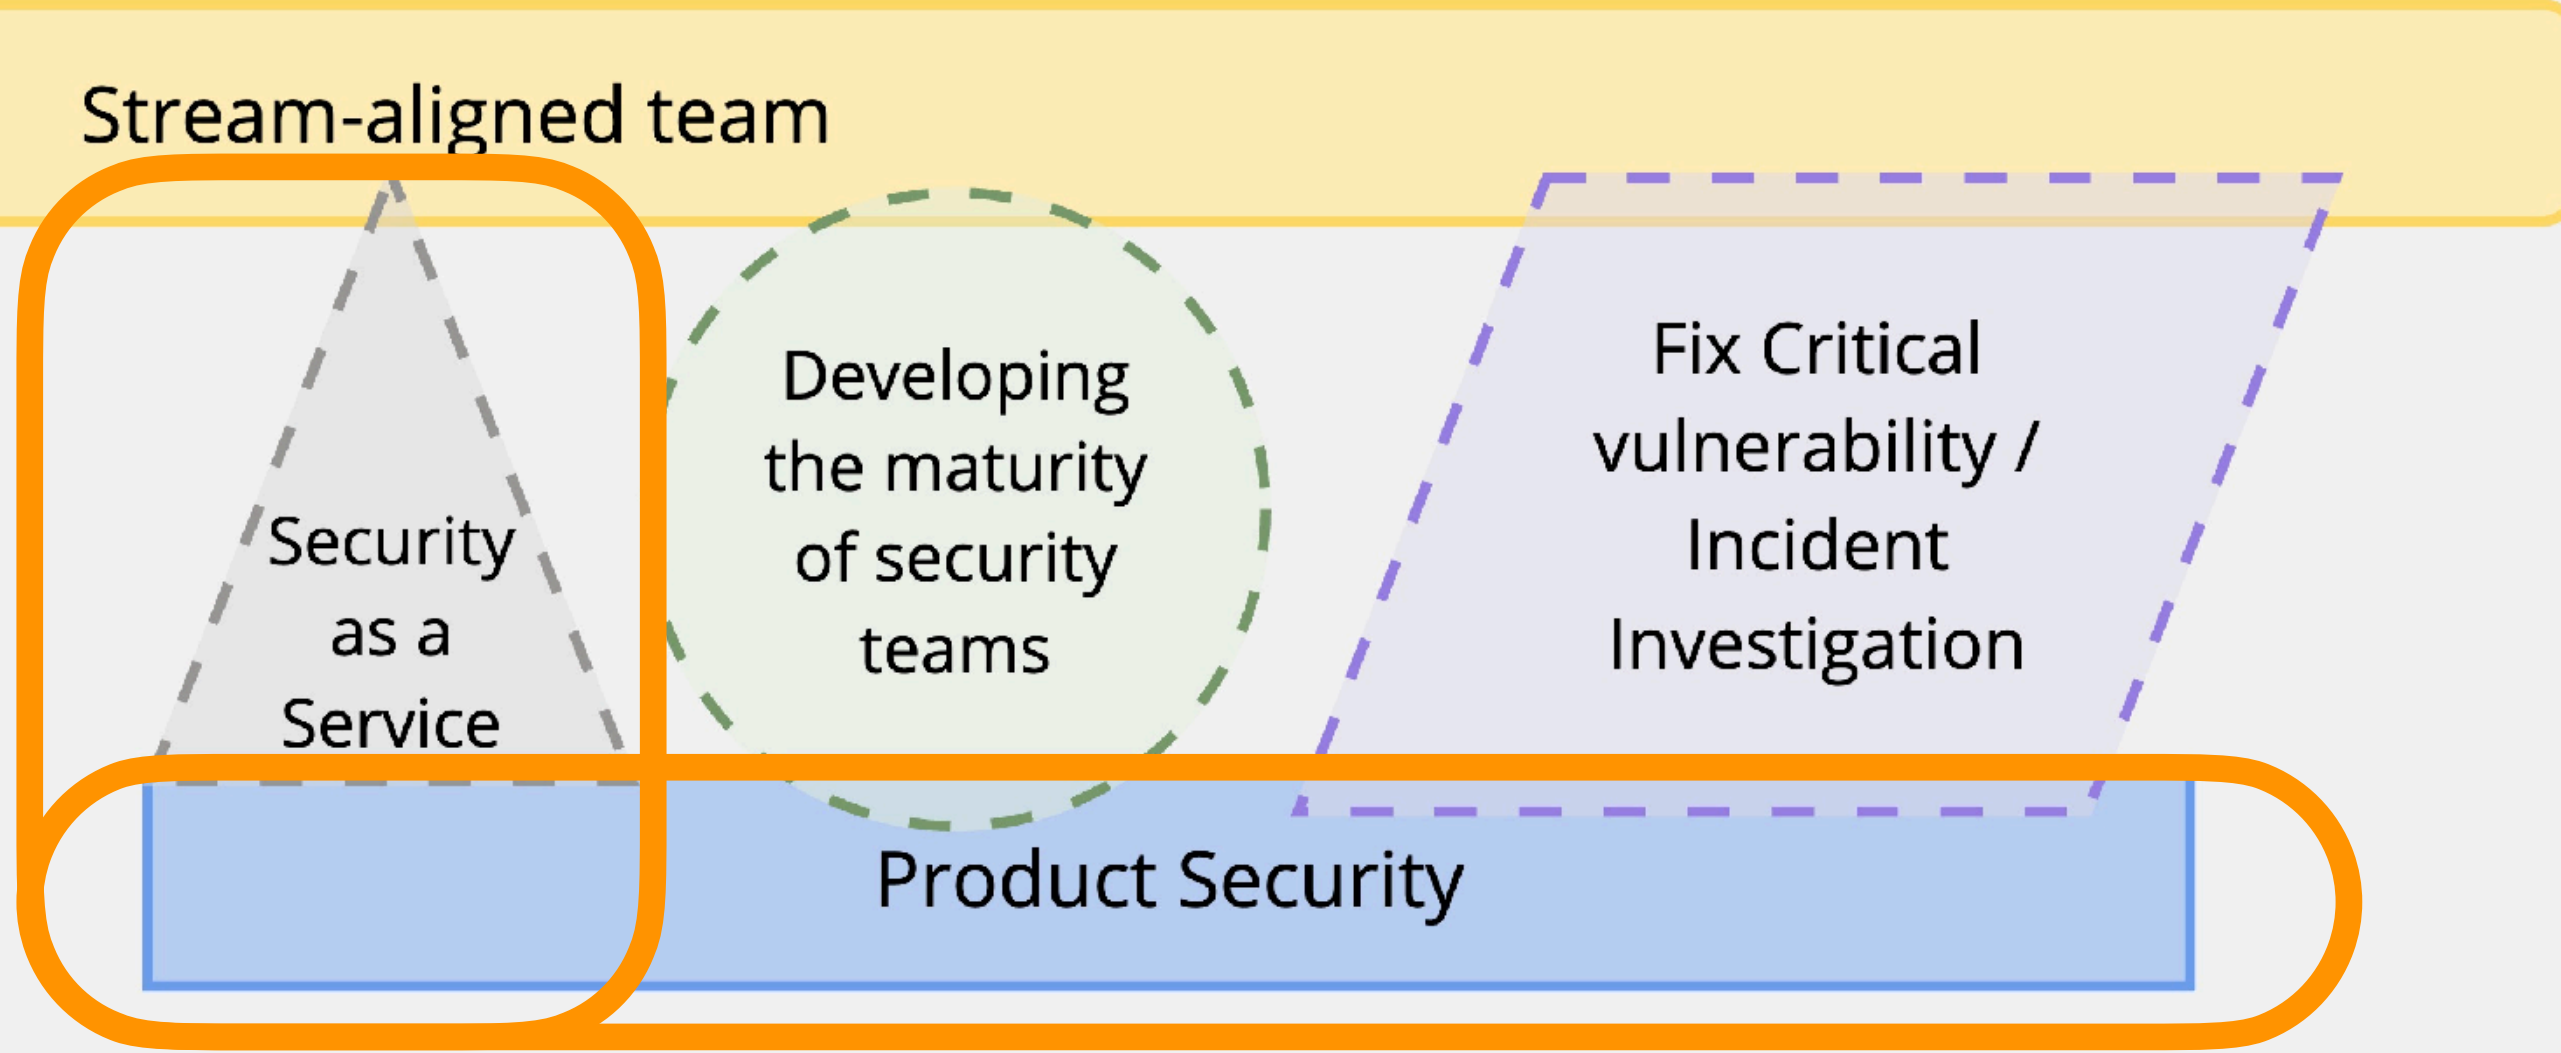 Stream-aligned team
Security
as a
Service
Developing
the maturity
of security
teams
Fix Critical
vulnerability /
Incident
Investigation
Product Security